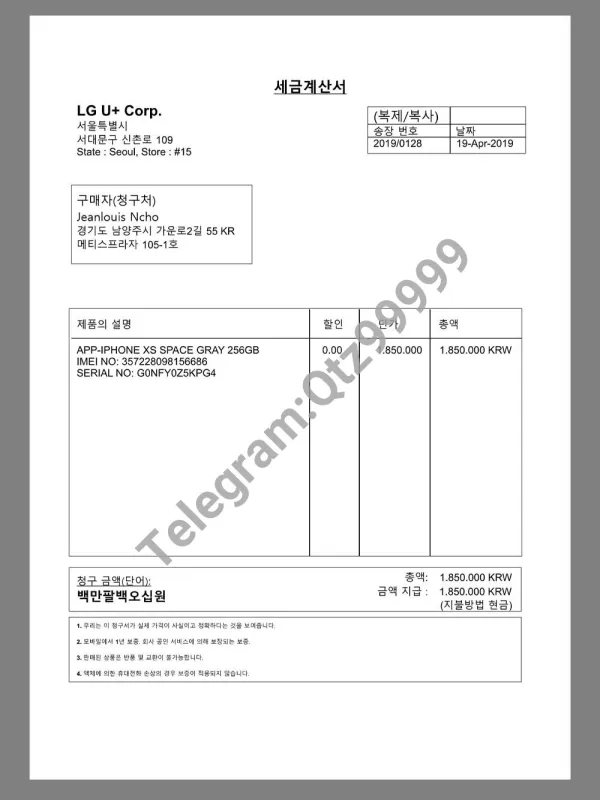 세금계산서
LG U+ Corp.
서울특별시
서대문구 신촌로 109
State : Seoul, Store : #15
(복제/복사)
송장 번호 날짜
2019/0128 19-Apr-2019
구매자(청구처)
Jeanlouis Ncho
경기도 남양주시 가운로2길 55 KR
메티스프라자 105-1호
제품의 설명 할인 단가 총액
APP-IPHONE XS SPACE GRAY 256GB 0.00 1.850.000 1.850.000 KRW
IMEI NO: 357228098156686
SERIAL NO: G0NFY0Z5KPG4
Telegram:Qtz99999
청구 금액(단어):
백만팔백오십원
총액: 1.850.000 KRW
금액 지급 : 1.850.000 KRW
(지불방법 현금)
1. 우리는 이 청구서가 실제 가격이 사실이고 정확하다는 것을 보여줍니다.
2. 모바일에서 1년 보증. 회사 공인 서비스에 의해 보장되는 보증.
3. 판매된 상품은 반품 및 교환이 불가능합니다.
4. 액체에 의한 휴대전화 손상의 경우 보증이 적용되지 않습니다.